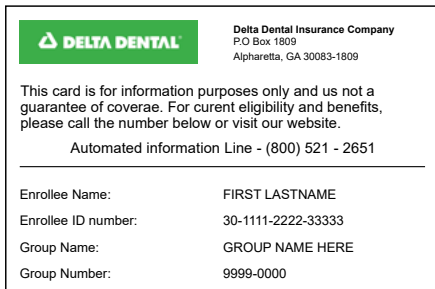 DELTA DENTAL
Delta Dental Insurance Company
P.O Box 1809
Alpharetta, GA 30083-1809
This card is for information purposes only and us not a
guarantee of coverae. For curent eligibility and benefits,
please call the number below or visit our website.
Automated information Line - (800) 521 - 2651
Enrollee Name: FIRST LASTNAME
Enrollee ID number: 30-1111-2222-33333
Group Name: GROUP NAME HERE
Group Number: 9999-0000